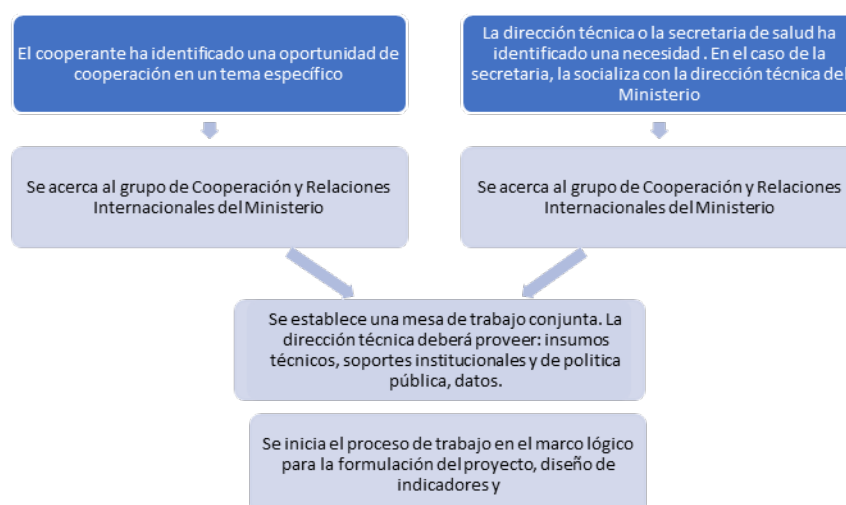 El cooperante ha identificado una oportunidad de
cooperación en un tema específico
La dirección técnica o la secretaria de salud ha
identificado una necesidad . En el caso de la
secretaria, la socializa con la dirección técnica del
Ministerio
Se acerca al grupo de Cooperación y Relaciones
Internacionales del Ministerio
Se acerca al grupo de Cooperación y Relaciones
Internacionales del Ministerio
Se establece una mesa de trabajo conjunta. La
dirección técnica deberá proveer: insumos
técnicos, soportes institucionales y de politica
pública, datos.
Se inicia el proceso de trabajo en el marco lógico
para la formulación del proyecto, diseño de
indicadores y